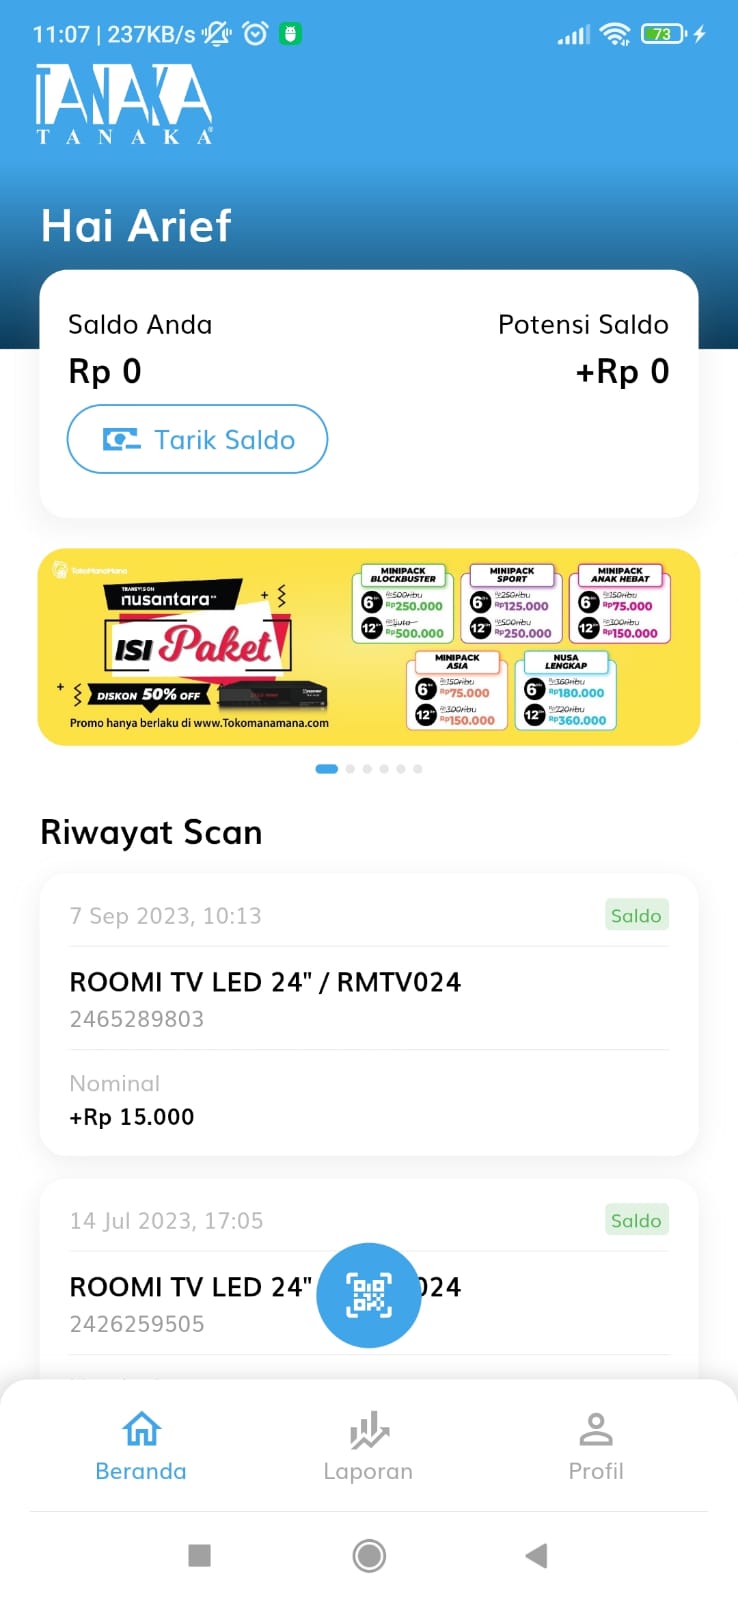 11:07 | 237KB/s
73
TANAKA
TANAKA
Hai Arief
Saldo Anda
Potensi Saldo
Rp 0
+Rp 0
Tarik Saldo
TokoManaMana
TRANSVISION
nusantara
ISI Paket
DISKON 50% OFF
Promo hanya berlaku di www.Tokomanamana.com
MINIPACK
BLOCKBUSTER
6 Rp500ribu
Rp250.000
12
Rp500.000
MINIPACK
SPORT
6 Rp250ribu
Rp125.000
12 Rp500ribu
Rp250.000
MINIPACK
ANAK HEBAT
6 Rp150ribu
Rp75.000
12 Rp300ribu
Rp150.000
MINIPACK
ASIA
6 Rp150ribu
Rp75.000
12 Rp300ribu
Rp150.000
NUSA
LENGKAP
6 Rp360ribu
Rp180.000
12 Rp720ribu
Rp360.000
Riwayat Scan
7 Sep 2023, 10:13
Saldo
ROOMI TV LED 24" / RMTV024
2465289803
Nominal
+Rp 15.000
14 Jul 2023, 17:05
Saldo
ROOMI TV LED 24" 024
2426259505
Beranda
Laporan
Profil